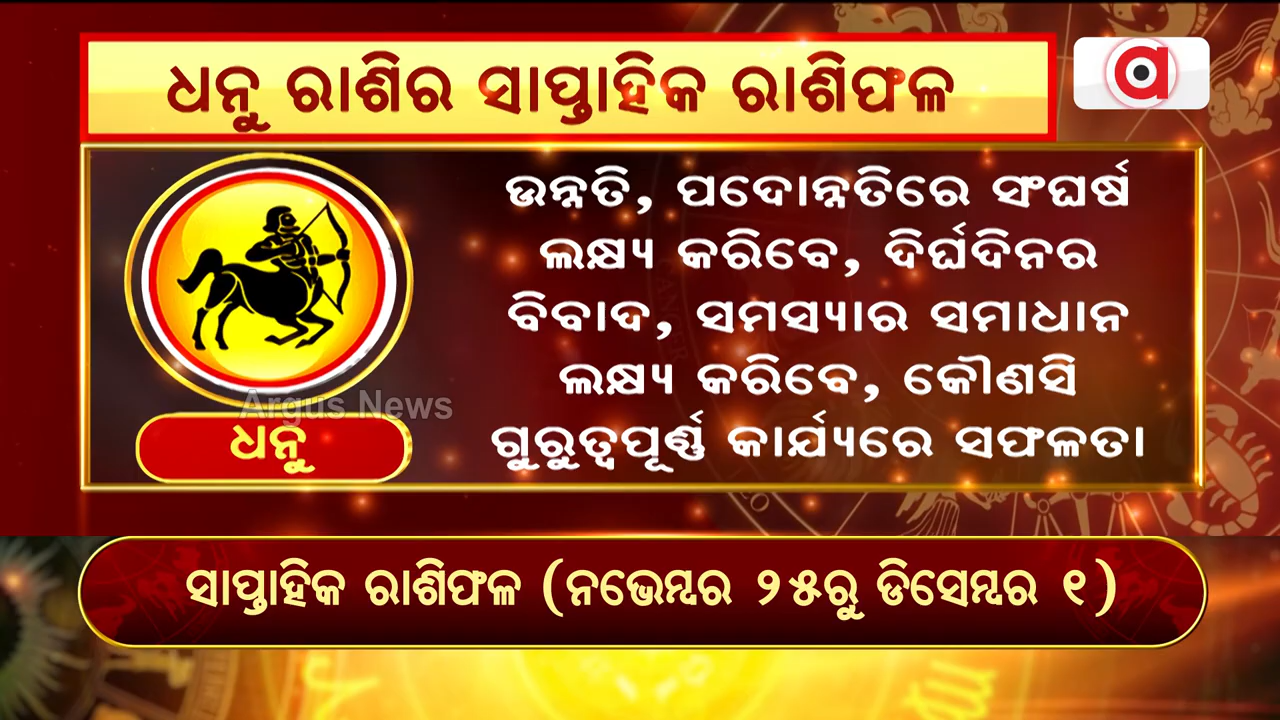 ଧନୁ ରାଶିର ସାପ୍ତାହିକ ରାଶିଫଳ
a
ଉନ୍ନତି, ପଦୋନ୍ନତିରେ ସଂଘର୍ଷ
ଲକ୍ଷ୍ୟ କରିବେ, ଦିର୍ଘଦିନର
ବିବାଦ, ସମସ୍ୟାର ସମାଧାନ
ଲକ୍ଷ୍ୟ କରିବେ, କୌଣସି
ଗୁରୁତ୍ୱପୂର୍ଣ୍ଣ କାର୍ଯ୍ୟରେ ସଫଳତା
Argus News
ଧନୁ
ସାପ୍ତାହିକ ରାଶିଫଳ (ନଭେମ୍ବର ୨୫ରୁ ଡିସେମ୍ବର ୧)